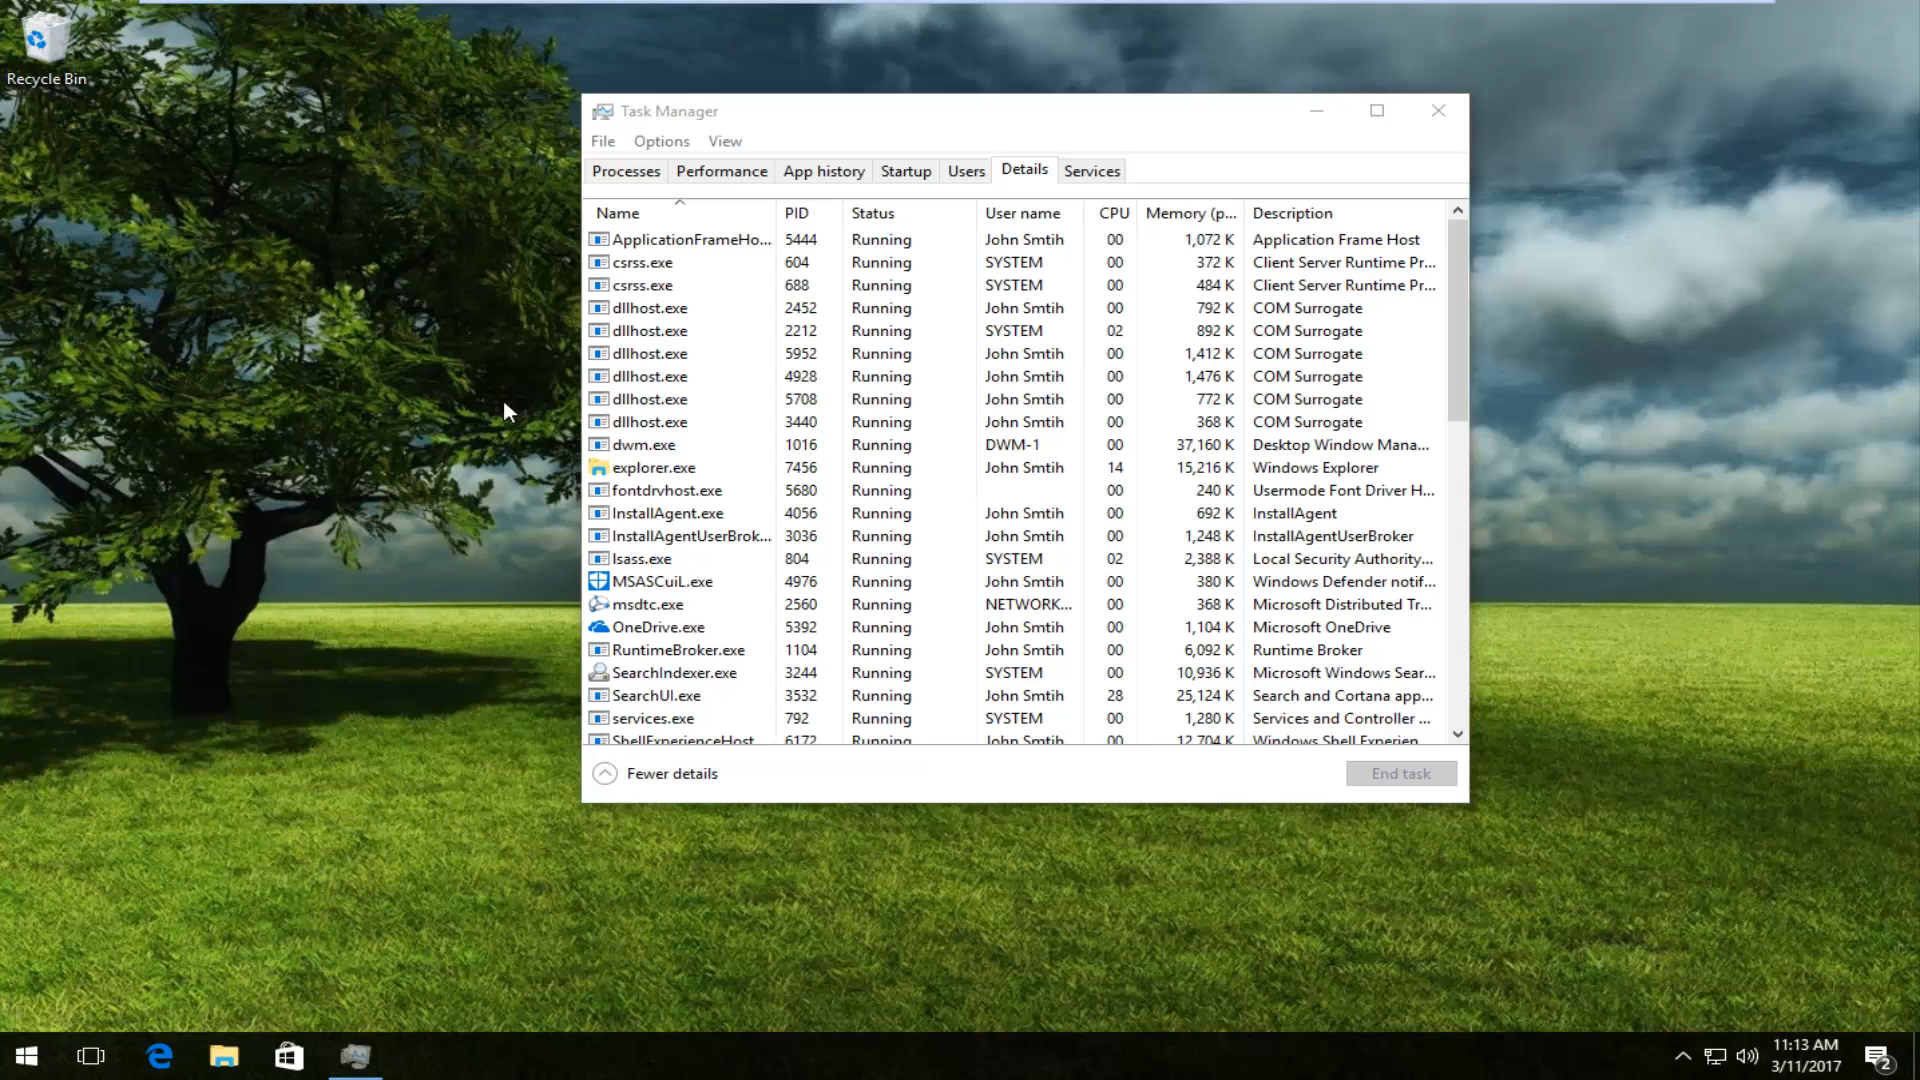 Recycle Bin
Task Manager
File Options View
Processes Performance App history Startup Users Details Services
Name PID Status User name CPU Memory (p... Description
ApplicationFrameHo... 5444 Running John Smtih 00 1,072 K Application Frame Host
csrss.exe 604 Running SYSTEM 00 372 K Client Server Runtime Pr...
csrss.exe 688 Running SYSTEM 00 484 K Client Server Runtime Pr...
dllhost.exe 2452 Running John Smtih 00 792 K COM Surrogate
dllhost.exe 2212 Running SYSTEM 02 892 K COM Surrogate
dllhost.exe 5952 Running John Smtih 00 1,412 K COM Surrogate
dllhost.exe 4928 Running John Smtih 00 1,476 K COM Surrogate
dllhost.exe 5708 Running John Smtih 00 772 K COM Surrogate
dllhost.exe 3440 Running John Smtih 00 368 K COM Surrogate
dwm.exe 1016 Running DWM-1 00 37,160 K Desktop Window Mana...
explorer.exe 7456 Running John Smtih 14 15,216 K Windows Explorer
fontdrvhost.exe 5680 Running 00 240 K Usermode Font Driver H...
InstallAgent.exe 4056 Running John Smtih 00 692 K InstallAgent
InstallAgentUserBrok... 3036 Running John Smtih 00 1,248 K InstallAgentUserBroker
lsass.exe 804 Running SYSTEM 02 2,388 K Local Security Authority...
MSASCuiL.exe 4976 Running John Smtih 00 380 K Windows Defender notif...
msdtc.exe 2560 Running NETWORK... 00 368 K Microsoft Distributed Tr...
OneDrive.exe 5392 Running John Smtih 00 1,104 K Microsoft OneDrive
RuntimeBroker.exe 1104 Running John Smtih 00 6,092 K Runtime Broker
SearchIndexer.exe 3244 Running SYSTEM 00 10,936 K Microsoft Windows Sear...
SearchUI.exe 3532 Running John Smtih 28 25,124 K Search and Cortana app...
services.exe 792 Running SYSTEM 00 1,280 K Services and Controller ...
ShellExperienceHost 6172 Running John Smtih 00 12,704 K Windows Shell Experien
Fewer details End task
11:13 AM
3/11/2017
2